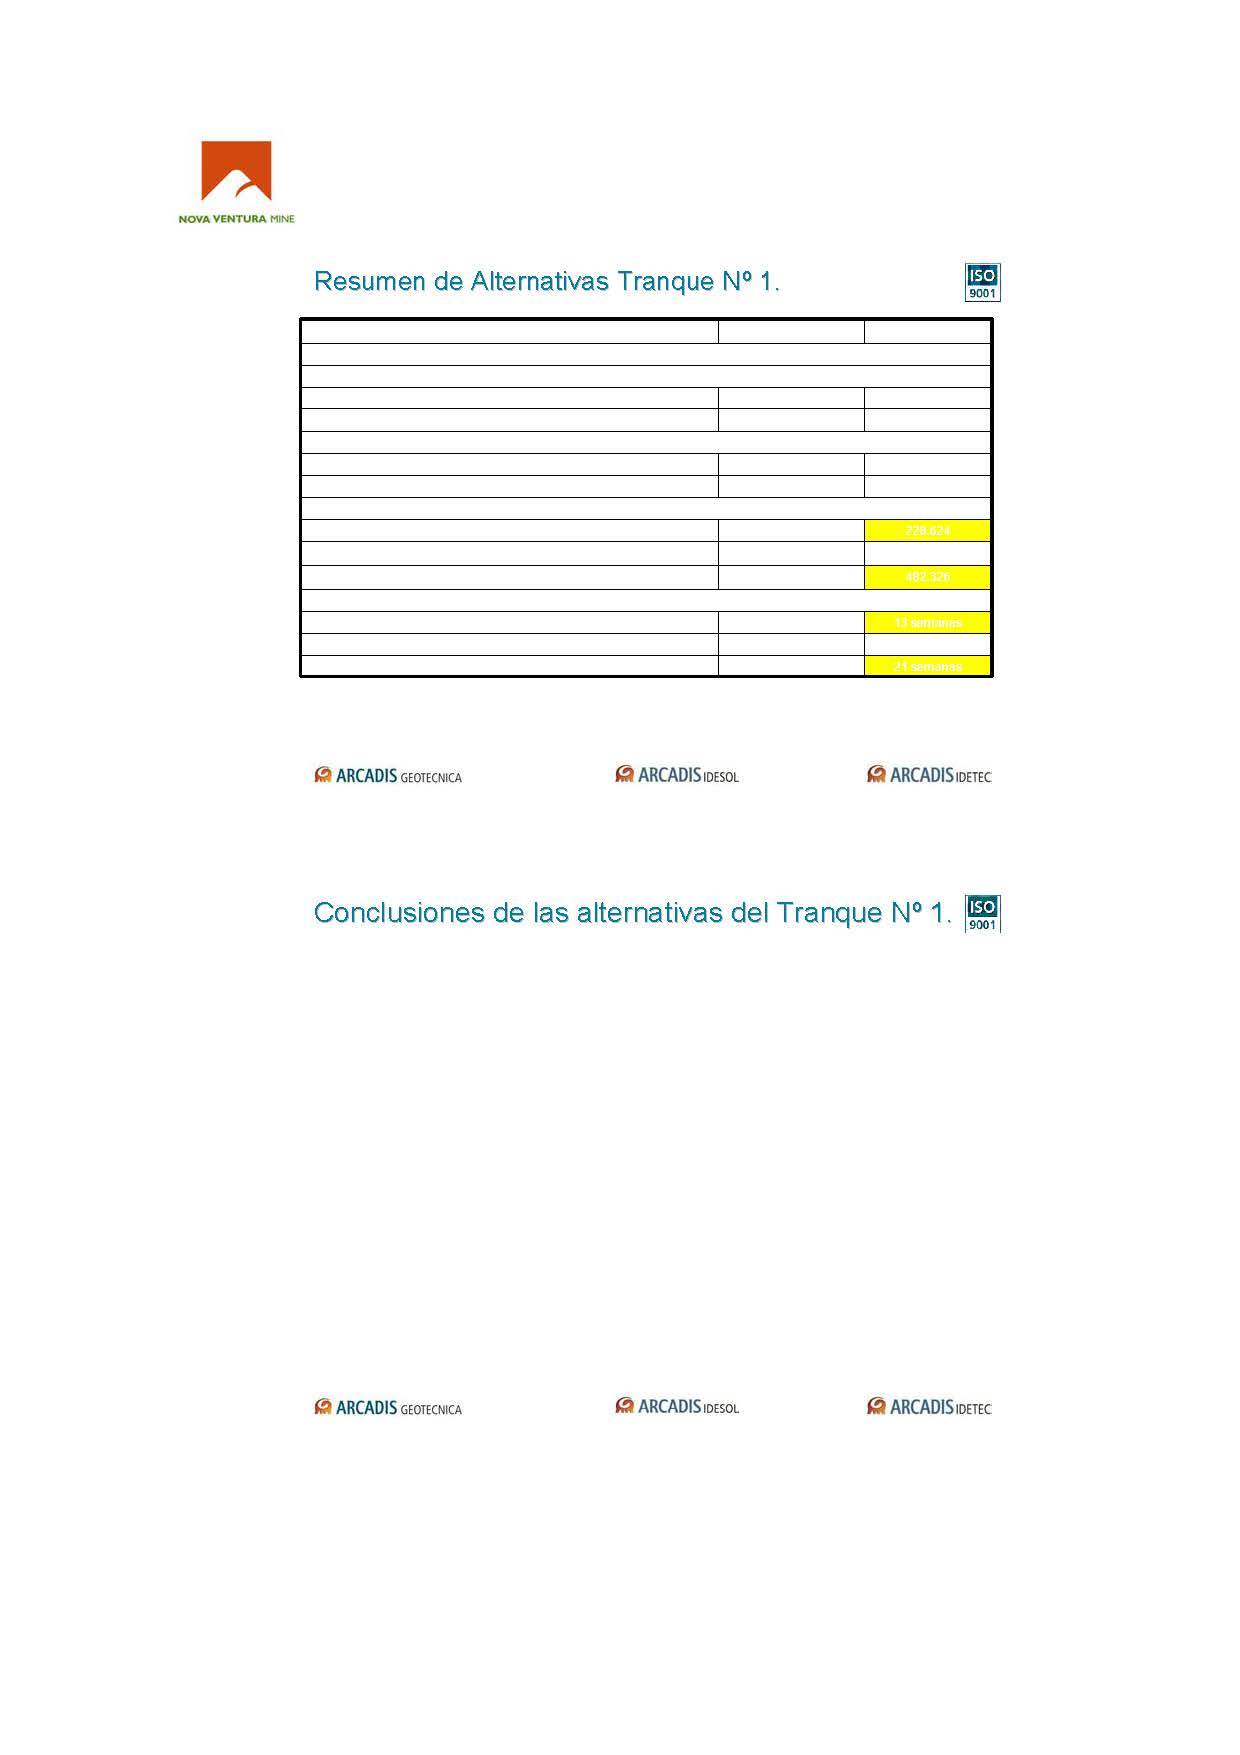 NOVA VENTURA MINE
Resumen de Alternativas Tranque Nº 1.
ISO
9001
220.624
482.326
13 semanas
21 semanas
ARCADIS GEOTECNICA
ARCADIS IDESOL
ARCADIS IDETEC
Conclusiones de las alternativas del Tranque Nº 1.
ISO
9001
ARCADIS GEOTECNICA
ARCADIS IDESOL
ARCADIS IDETEC